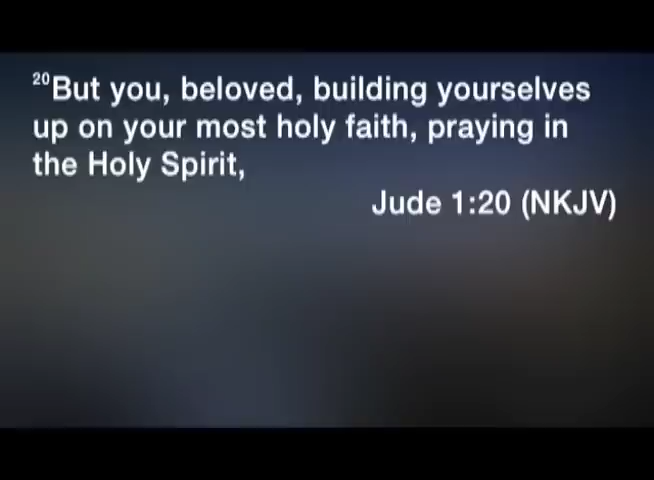 20But you, beloved, building yourselves
up on your most holy faith, praying in
the Holy Spirit,
Jude 1:20 (NKJV)